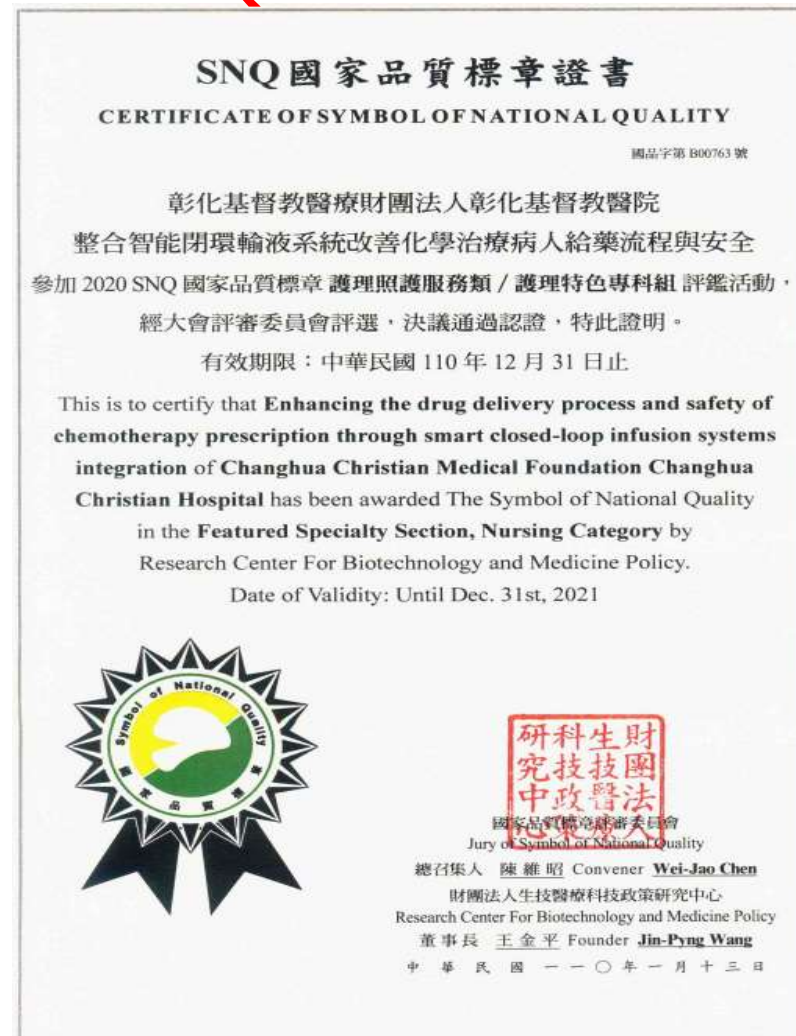 SNQ國家品質標章證書
CERTIFICATE OF SYMBOL OF NATIONAL QUALITY
國品字第 B00763 號
彰化基督教醫療財團法人彰化基督教醫院
整合智能閉環輸液系統改善化學治療病人給藥流程與安全
參加 2020 SNQ 國家品質標章 護理照護服務類 / 護理特色專科組 評鑑活動，
經大會評審委員會評選，決議通過認證，特此證明。
有效期限：中華民國 110 年 12 月 31 日止
This is to certify that Enhancing the drug delivery process and safety of
chemotherapy prescription through smart closed-loop infusion systems
integration of Changhua Christian Medical Foundation Changhua
Christian Hospital has been awarded The Symbol of National Quality
in the Featured Specialty Section, Nursing Category by
Research Center For Biotechnology and Medicine Policy.
Date of Validity: Until Dec. 31st, 2021
Symbol of National Quality
國家品質標章
財團法人生技醫療科技政策研究中心
國家品質標章評審委員會
Jury of Symbol of National Quality
總召集人 陳維昭 Convener Wei-Jao Chen
財團法人生技醫療科技政策研究中心
Research Center For Biotechnology and Medicine Policy
董事長 王金平 Founder Jin-Pyng Wang
中華民國一一〇年一月十三日